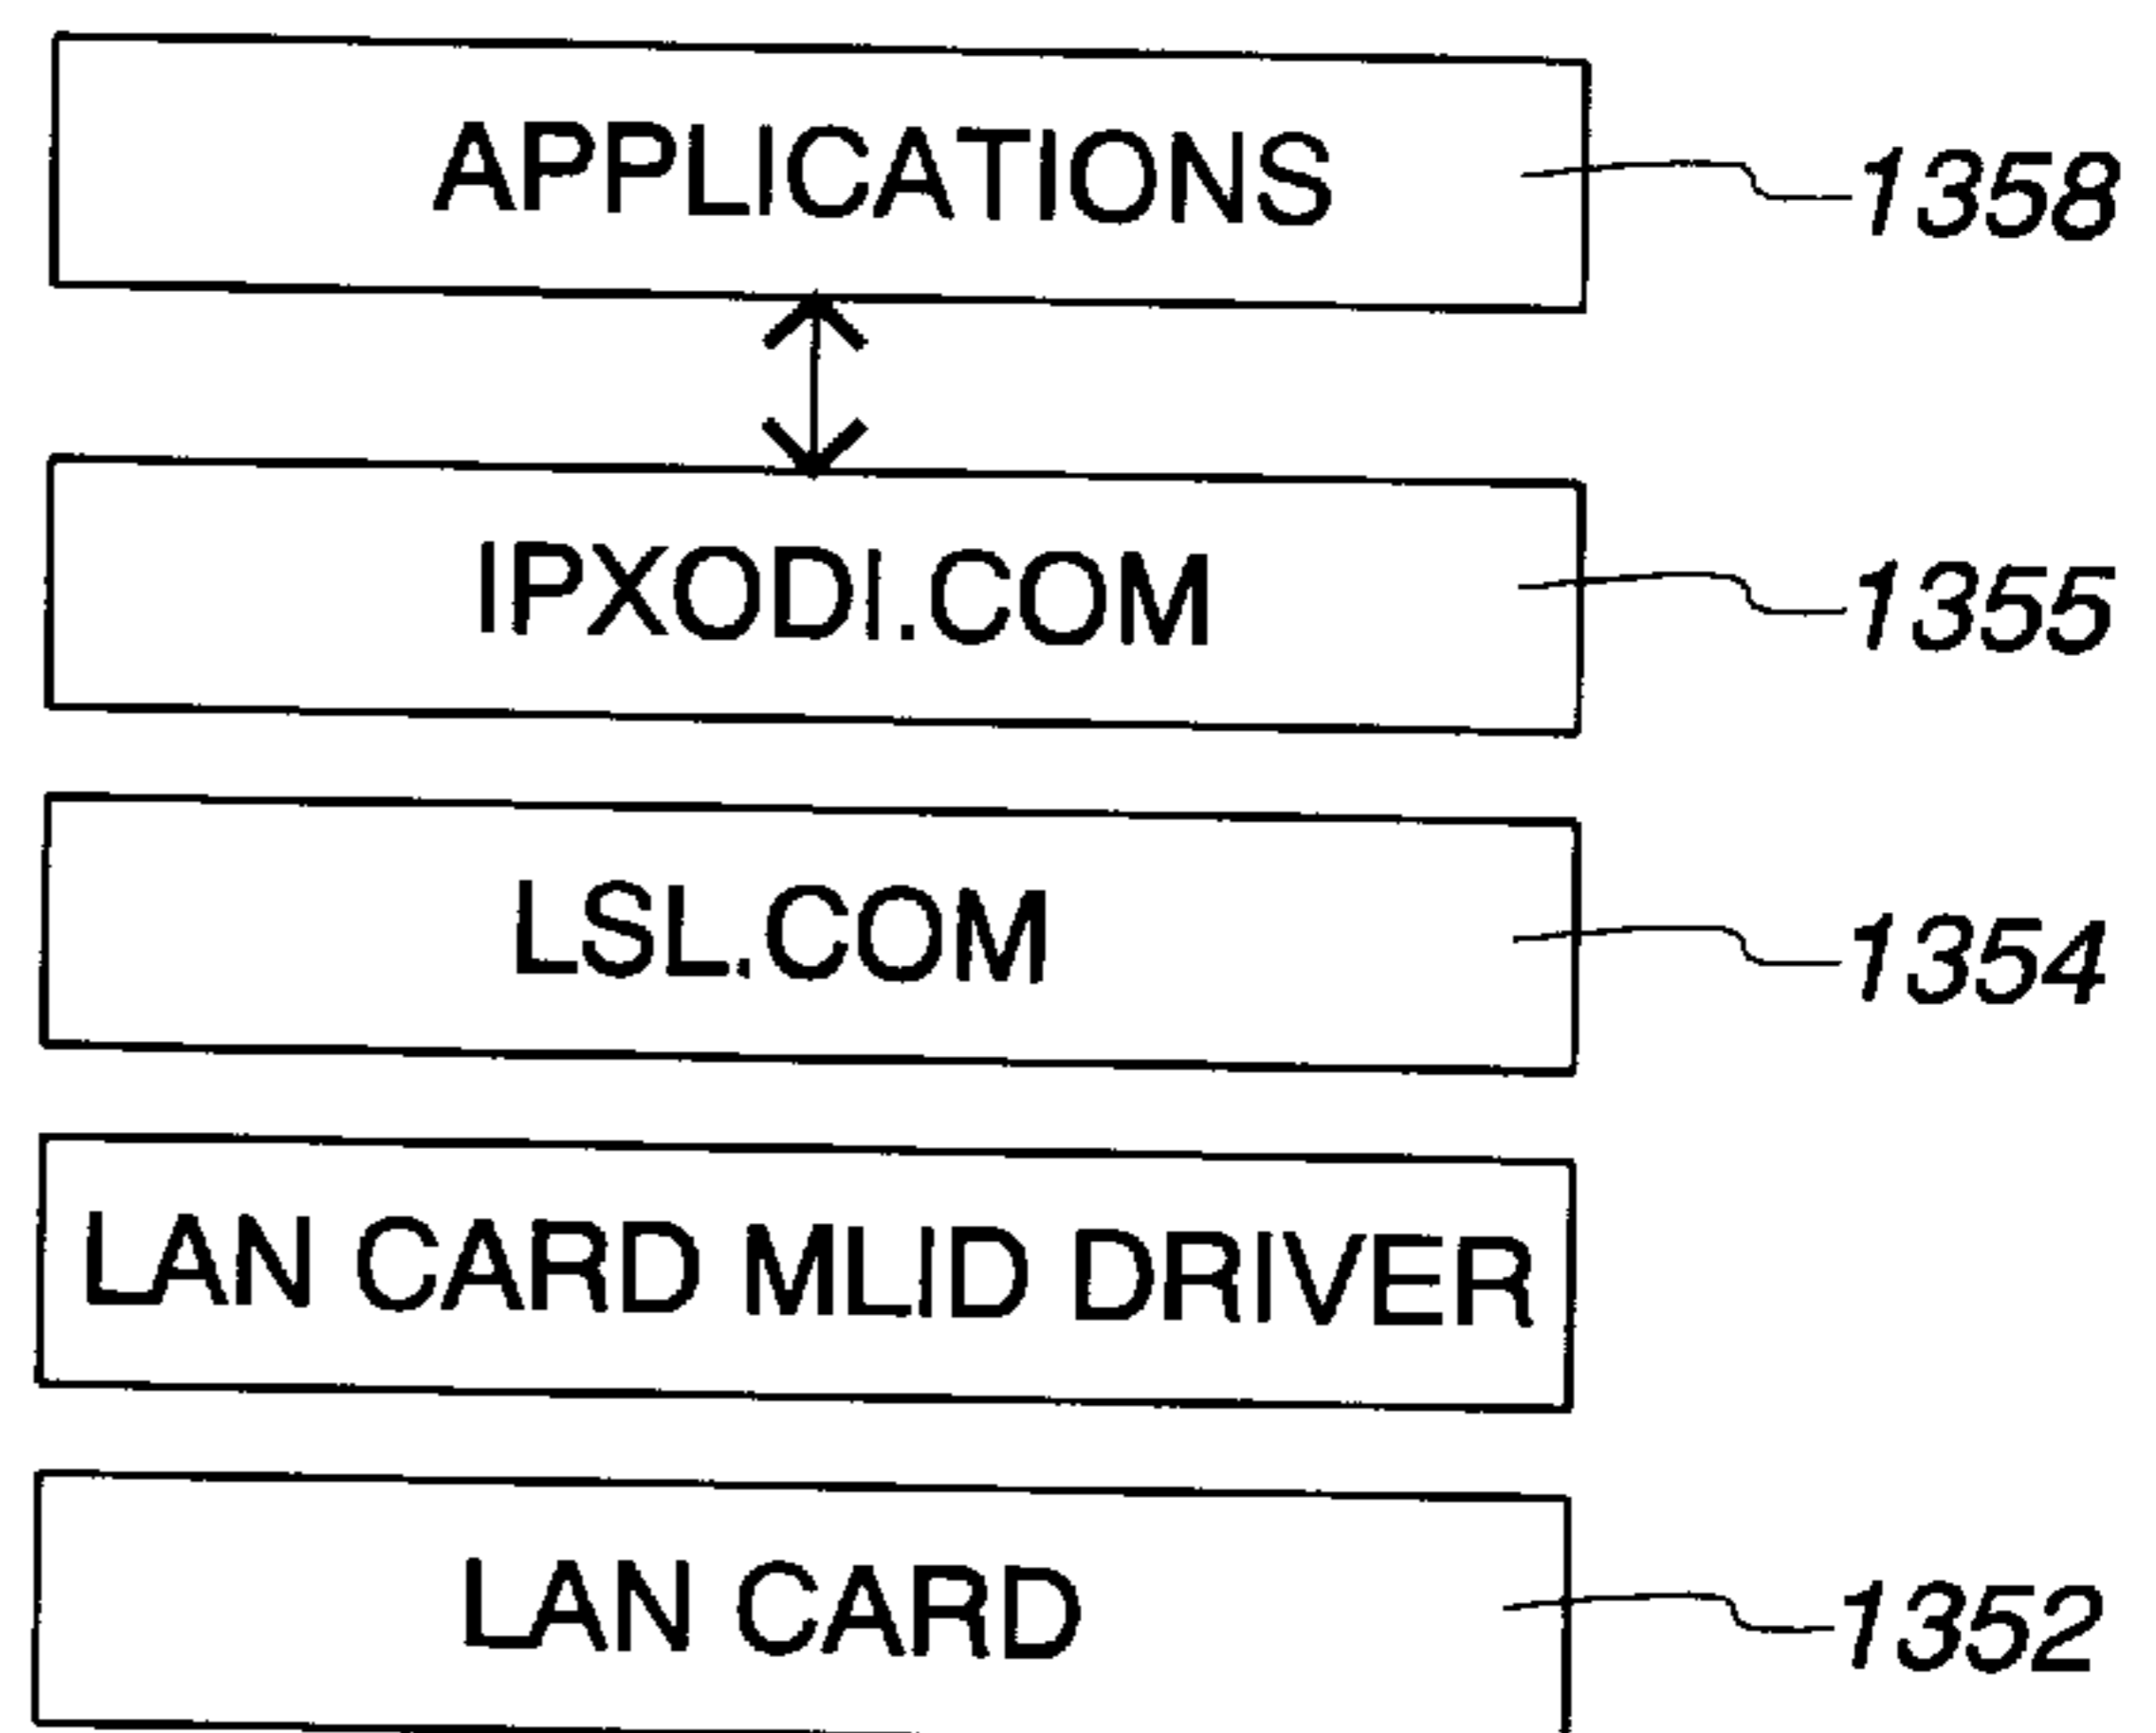 APPLICATIONS 1358
IPXODI.COM 1355
LSL.COM 1354
LAN CARD MLID DRIVER
LAN CARD 1352